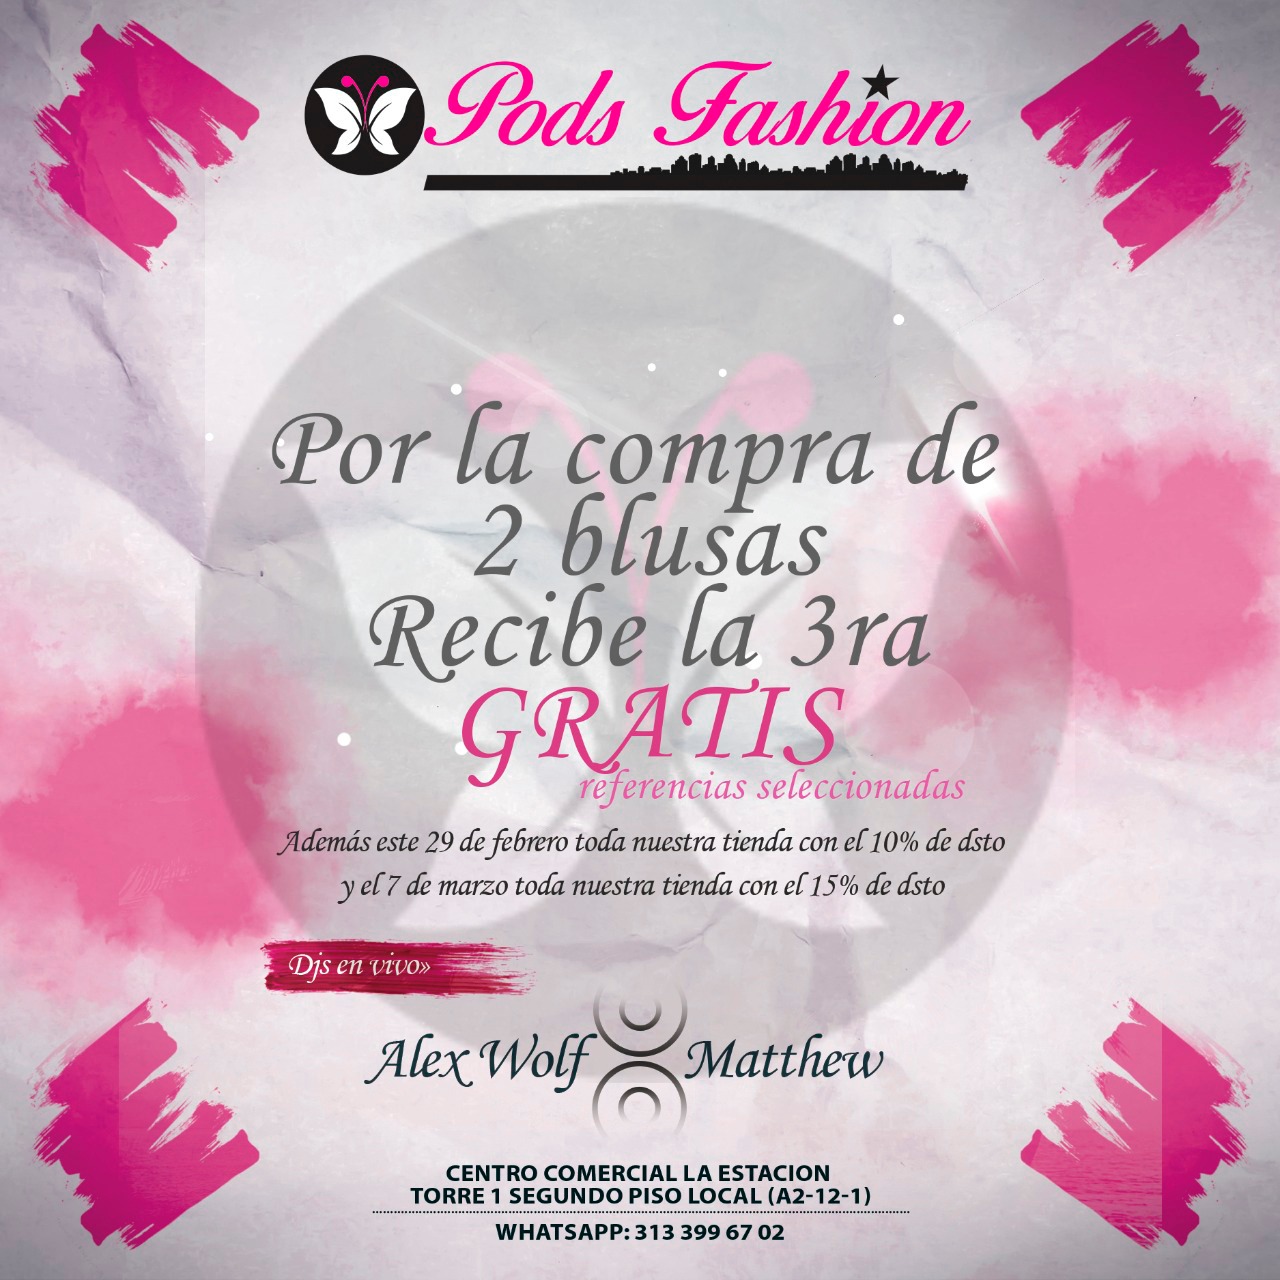 Pods Fashion
Por la compra de
2 blusas
Recibe la 3ra
GRATIS
referencias seleccionadas
Además este 29 de febrero toda nuestra tienda con el 10% de dsto
y el 7 de marzo toda nuestra tienda con el 15% de dsto
Djs en vivo»
Alex Wolf Matthew
CENTRO COMERCIAL LA ESTACION
TORRE 1 SEGUNDO PISO LOCAL (A2-12-1)
WHATSAPP: 313 399 67 02